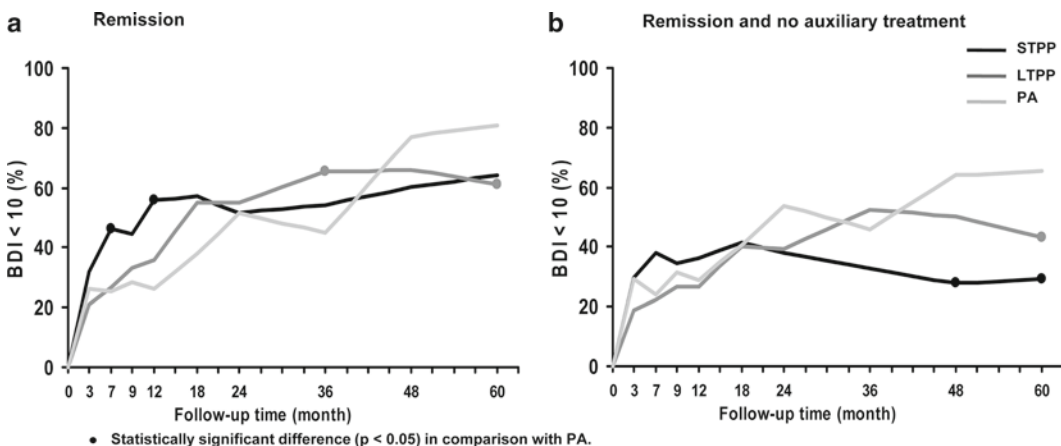 a Remission
BDI < 10 (%)
100
80
60
40
20
0
0 3 7 9 12 18 24 36 48 60
Follow-up time (month)
b Remission and no auxiliary treatment
STPP
LTPP
PA
BDI < 10 (%)
100
80
60
40
20
0
0 3 7 9 12 18 24 36 48 60
Follow-up time (month)
• Statistically significant difference (p < 0.05) in comparison with PA.